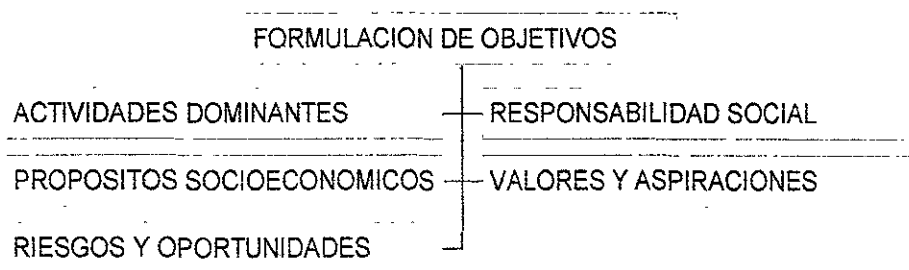 FORMULACION DE OBJETIVOS
ACTIVIDADES DOMINANTES
RESPONSABILIDAD SOCIAL
PROPOSITOS SOCIOECONOMICOS
VALORES Y ASPIRACIONES
RIESGOS Y OPORTUNIDADES